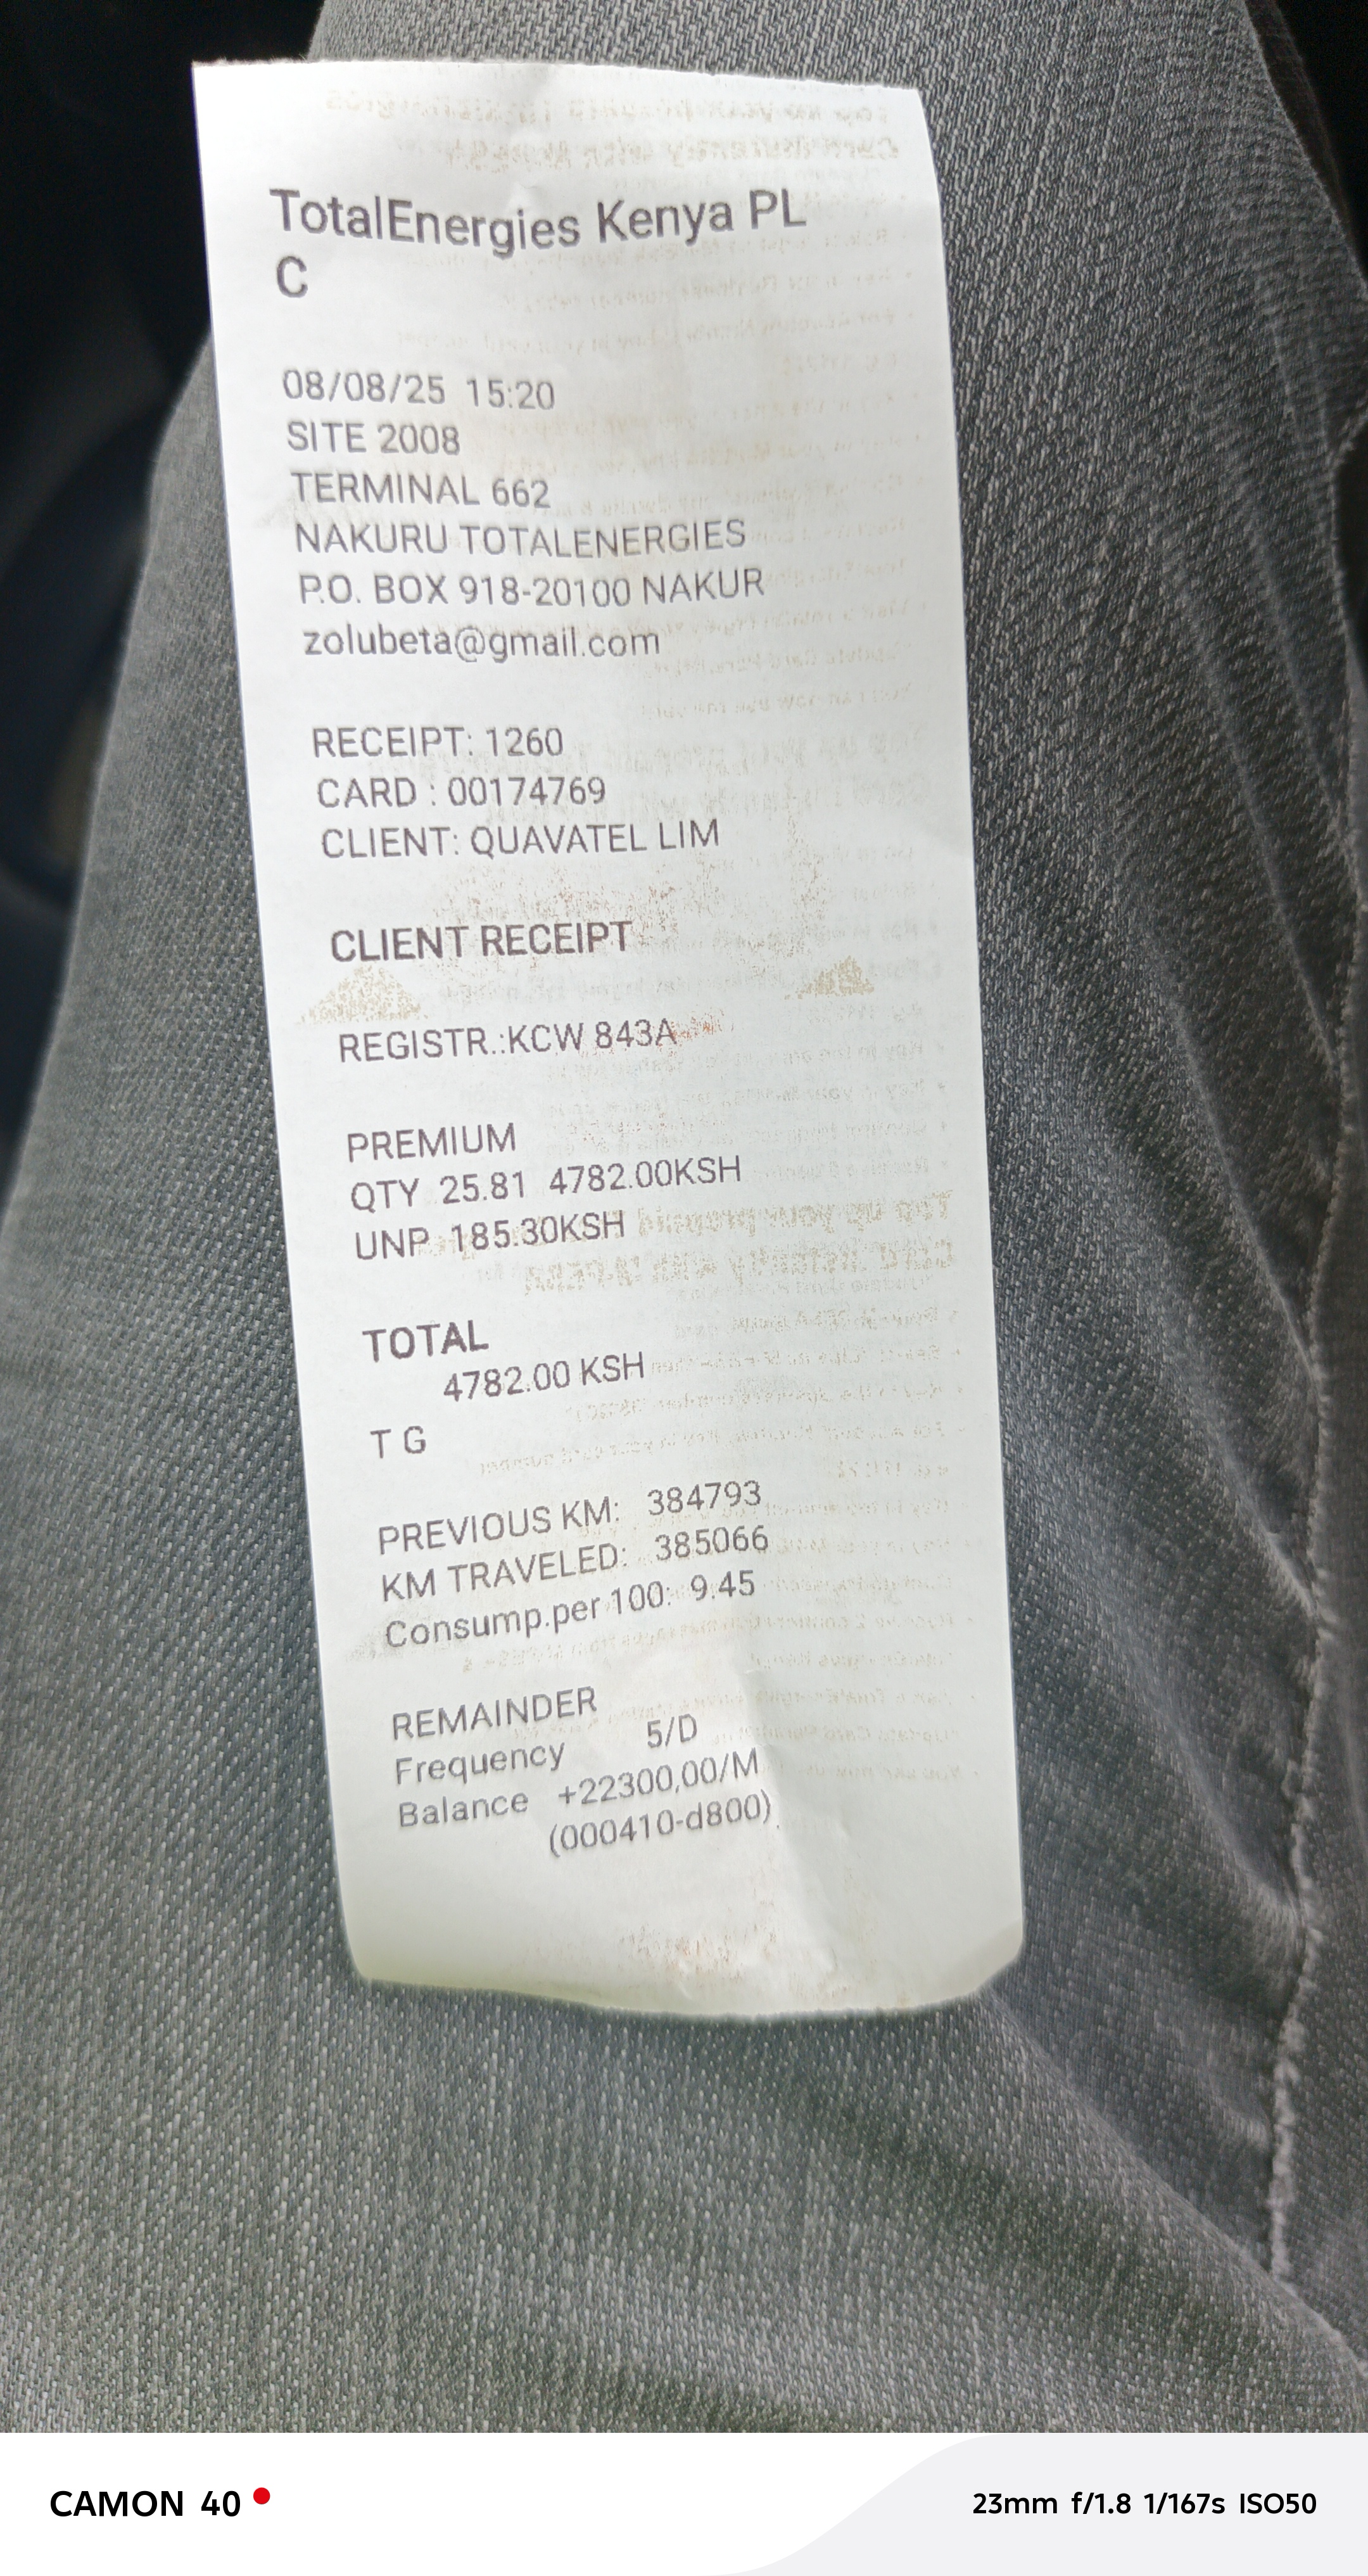 TotalEnergies Kenya PL
C
08/08/25 15:20
SITE 2008
TERMINAL 662
NAKURU TOTALENERGIES
P.O. BOX 918-20100 NAKUR
zolubeta@gmail.com
RECEIPT: 1260
CARD : 00174769
CLIENT: QUAVATEL LIM
CLIENT RECEIPT
REGISTR.:KCW 843A
PREMIUM
QTY 25.81 4782.00KSH
UNP 185.30KSH
TOTAL
4782.00 KSH
T G
PREVIOUS KM: 384793
KM TRAVELED: 385066
Consump.per 100: 9.45
REMAINDER
Frequency 5/D
Balance +22300,00/M
(000410-d800)
CAMON 40
23mm f/1.8 1/167s ISO50